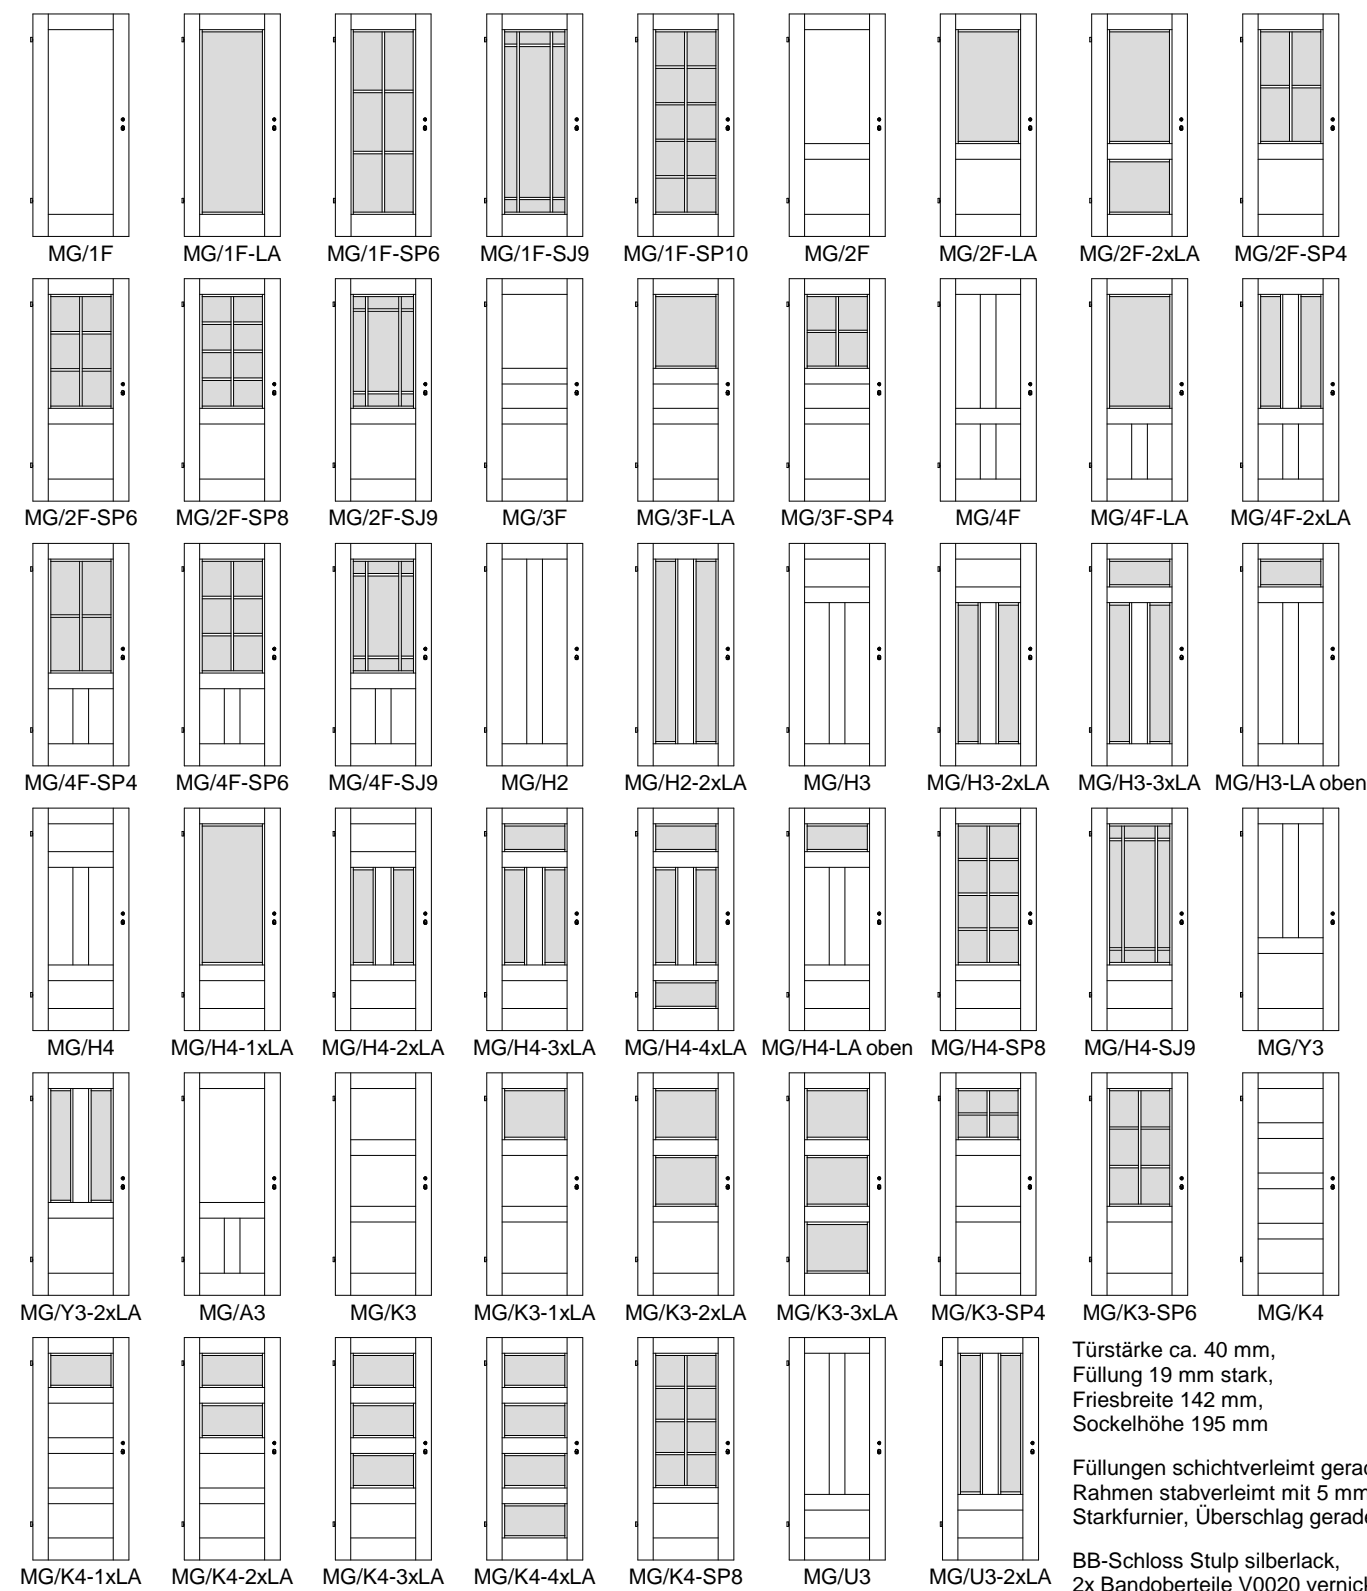 MG/1F MG/1F-LA MG/1F-SP6 MG/1F-SJ9 MG/1F-SP10 MG/2F MG/2F-LA MG/2F-2xLA MG/2F-SP4
MG/2F-SP6 MG/2F-SP8 MG/2F-SJ9 MG/3F MG/3F-LA MG/3F-SP4 MG/4F MG/4F-LA MG/4F-2xLA
MG/4F-SP4 MG/4F-SP6 MG/4F-SJ9 MG/H2 MG/H2-2xLA MG/H3 MG/H3-2xLA MG/H3-3xLA MG/H3-LA oben
MG/H4 MG/H4-1xLA MG/H4-2xLA MG/H4-3xLA MG/H4-4xLA MG/H4-LA oben MG/H4-SP8 MG/H4-SJ9 MG/Y3
MG/Y3-2xLA MG/A3 MG/K3 MG/K3-1xLA MG/K3-2xLA MG/K3-3xLA MG/K3-SP4 MG/K3-SP6 MG/K4
MG/K4-1xLA MG/K4-2xLA MG/K4-3xLA MG/K4-4xLA MG/K4-SP8 MG/U3 MG/U3-2xLA
Türstärke ca. 40 mm,
Füllung 19 mm stark,
Friesbreite 142 mm,
Sockelhöhe 195 mm
Füllungen schichtverleimt
Rahmen stabverleimt mit 5 mm
Starkfurnier, Überschlag
BB-Schloss Stulp silberlack,
2x Bandoberteile V0020